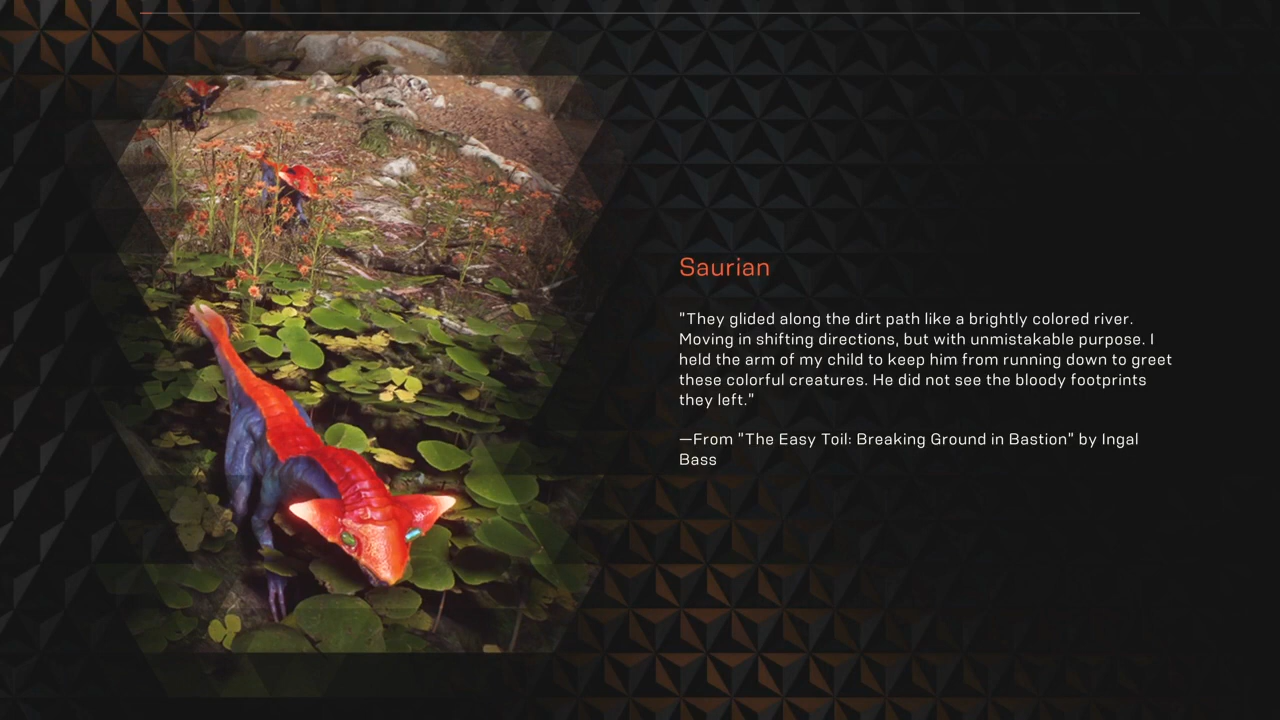 Saurian
"They glided along the dirt path like a brightly colored river.
Moving in shifting directions, but with unmistakable purpose. I
held the arm of my child to keep him from running down to greet
these colorful creatures. He did not see the bloody footprints
they left."
—From "The Easy Toil: Breaking Ground in Bastion" by Ingal
Bass